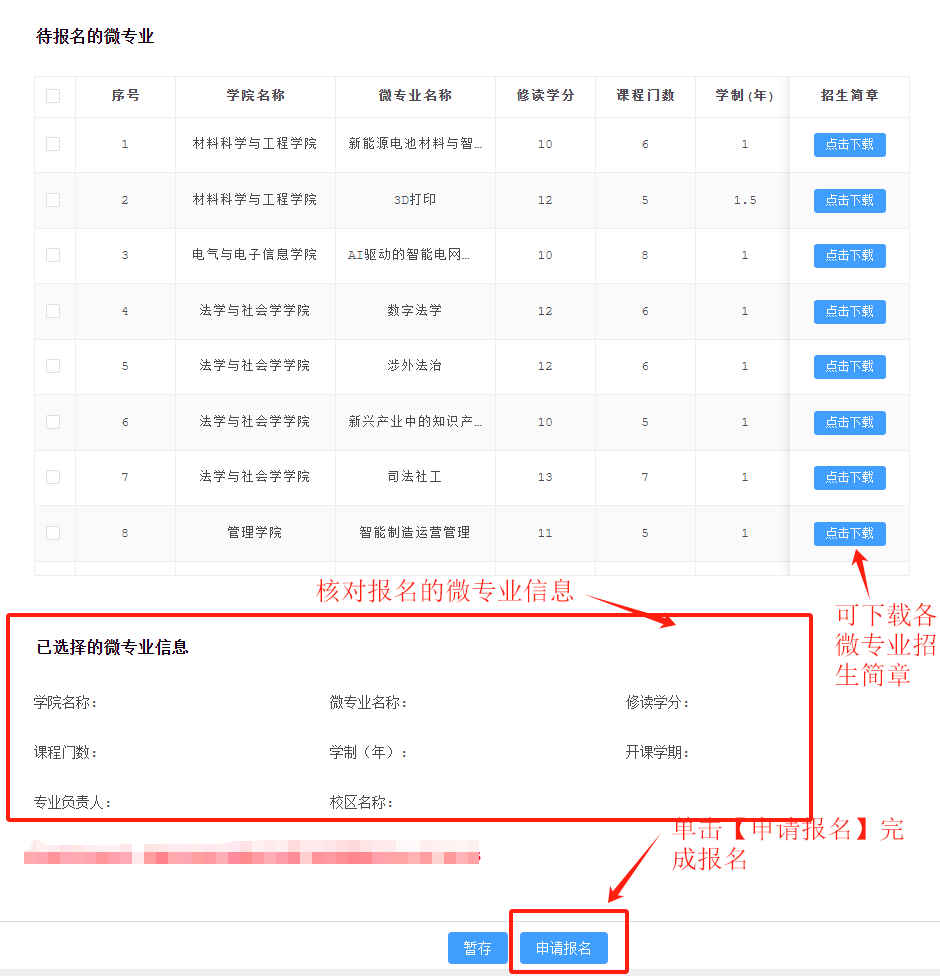 待报名的微专业
序号 学院名称 微专业名称 修读学分 课程门数 学制(年) 招生简章
1 材料科学与工程学院 新能源电池材料与智... 10 6 1 点击下载
2 材料科学与工程学院 3D打印 12 5 1.5 点击下载
3 电气与电子信息学院 AI驱动的智能电网... 10 8 1 点击下载
4 法学与社会学学院 数字法学 12 6 1 点击下载
5 法学与社会学学院 涉外法治 12 6 1 点击下载
6 法学与社会学学院 新兴产业中的知识产... 10 5 1 点击下载
7 法学与社会学学院 司法社工 13 7 1 点击下载
8 管理学院 智能制造运营管理 11 5 1 点击下载
核对报名的微专业信息
可下载各
微专业招
生简章
已选择的微专业信息
学院名称: 微专业名称: 修读学分:
课程门数: 学制（年）: 开课学期:
专业负责人: 校区名称:
单击【申请报名】完
成报名
暂存 申请报名